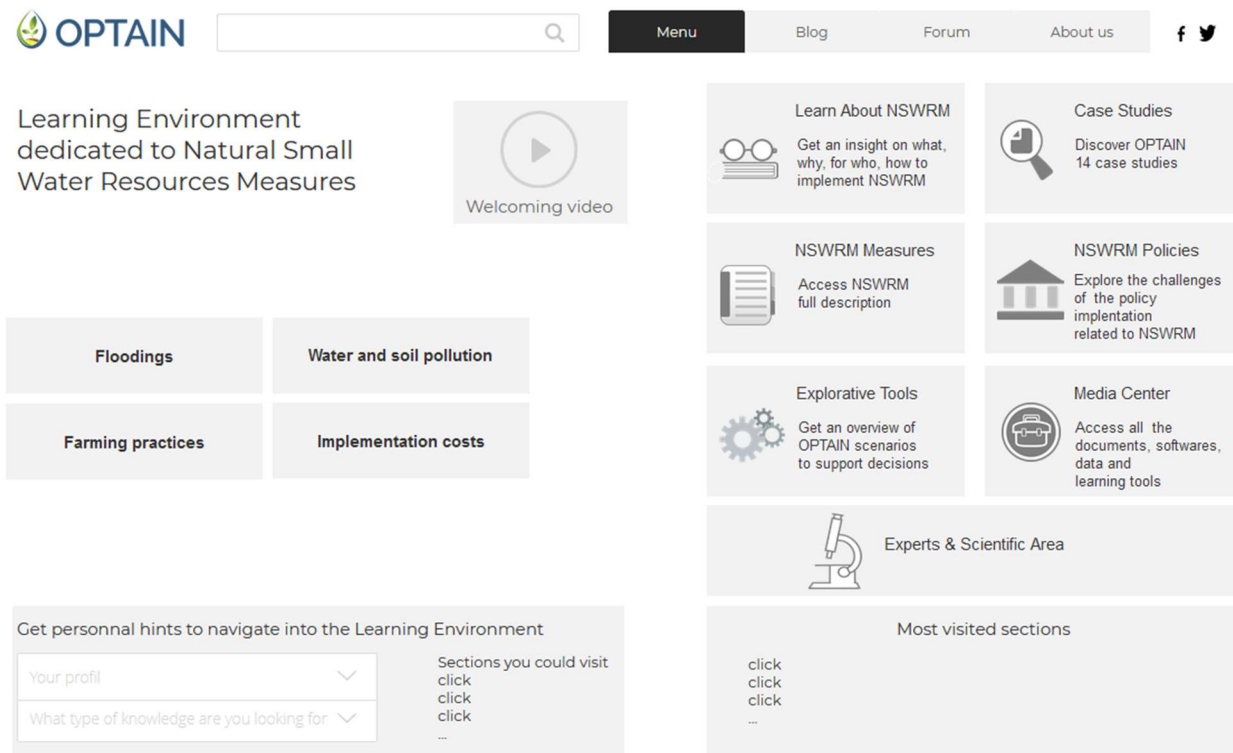 OPTAIN
Menu
Blog
Forum
About us
Learning Environment
dedicated to Natural Small
Water Resources Measures
Welcoming video
Learn About NSWRM
Get an insight on what,
why, for who, how to
implement NSWRM
Case Studies
Discover OPTAIN
14 case studies
NSWRM Measures
Access NSWRM
full description
NSWRM Policies
Explore the challenges
of the policy
implentation
related to NSWRM
Floodings
Water and soil pollution
Farming practices
Implementation costs
Explorative Tools
Get an overview of
OPTAIN scenarios
to support decisions
Media Center
Access all the
documents, softwares,
data and
learning tools
Experts & Scientific Area
Get personnal hints to navigate into the Learning Environment
Your profil
What type of knowledge are you looking for
Sections you could visit
click
click
click
...
Most visited sections
click
click
click
...